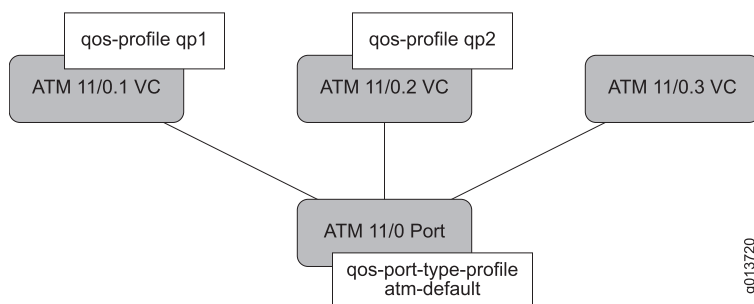 qos-profile qp1
qos-profile qp2
ATM 11/0.1 VC
ATM 11/0.2 VC
ATM 11/0.3 VC
ATM 11/0 Port
qos-port-type-profile
atm-default
g013720